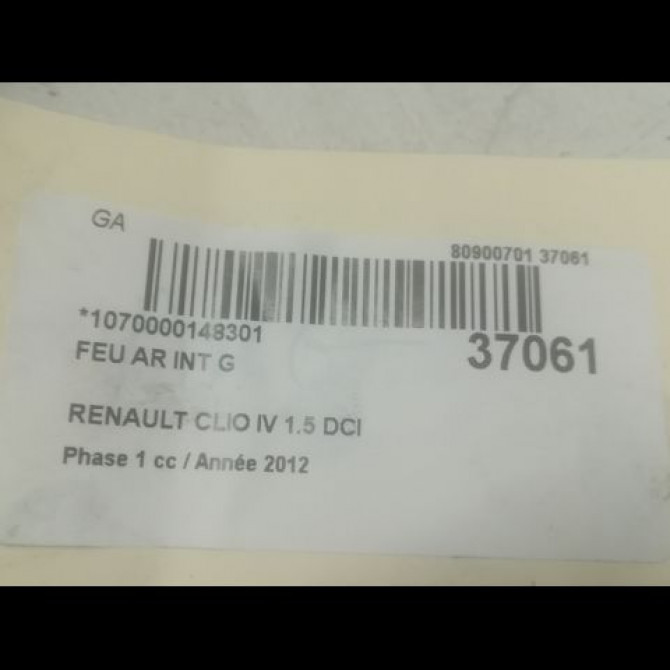 GA
80900701 37061
*1070000148301
37061
FEU AR INT G
RENAULT CLIO IV 1.5 DCI
Phase 1 cc / Année 2012